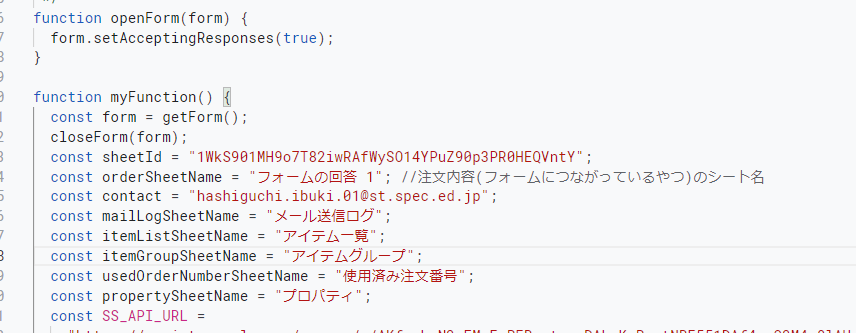 function openForm(form) {
form.setAcceptingResponses(true);
}
function myFunction() {
const form = getForm();
closeForm(form);
const sheetId = "1WkS901MH9o7T82iwRAfWySO14YPuZ90p3PR0HEQVntY";
const orderSheetName = "フォームの回答 1"; //注文内容(フォームにつながっているやつ)のシート名
const contact = "hashiguchi.ibuki.01@st.spec.ed.jp";
const mailLogSheetName = "メール送信ログ";
const itemListSheetName = "アイテム一覧";
const itemGroupSheetName = "アイテムグループ";
const usedOrderNumberSheetName = "使用済み注文番号";
const propertySheetName = "プロパティ";
const SS_API_URL =